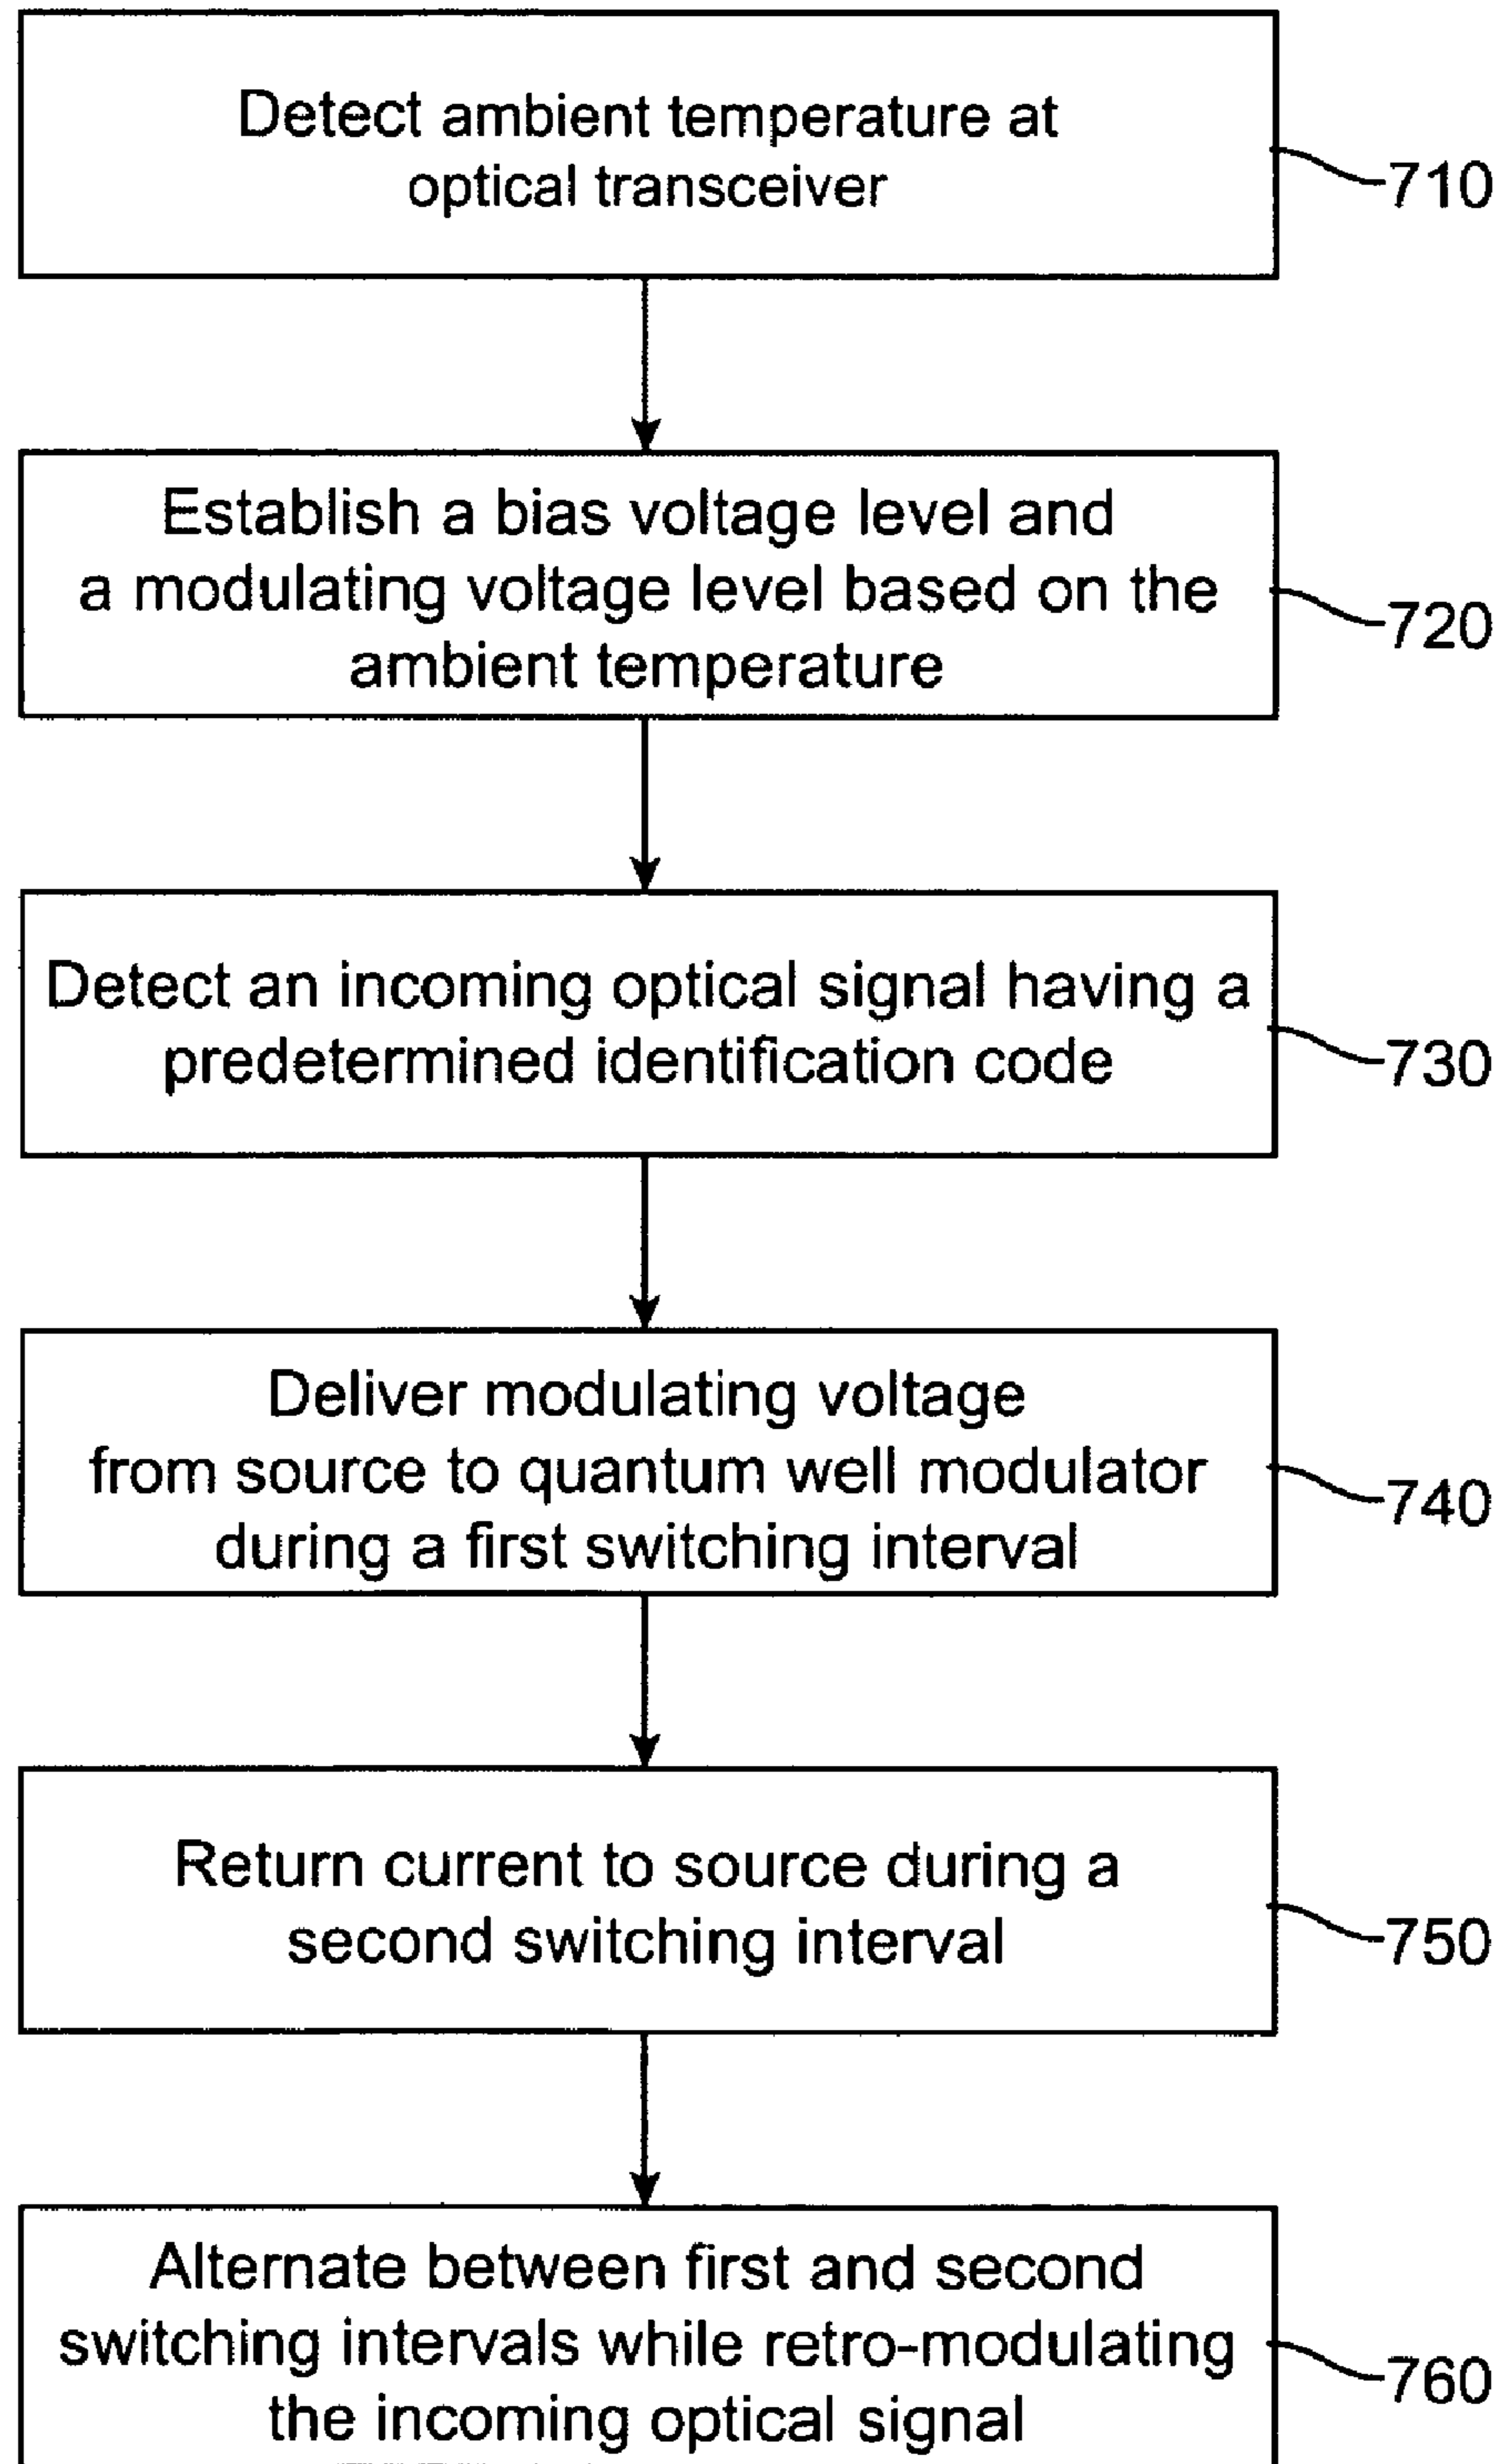 Detect ambient temperature at
optical transceiver
710
Establish a bias voltage level and
a modulating voltage level based on the
ambient temperature
720
Detect an incoming optical signal having a
predetermined identification code
730
Deliver modulating voltage
from source to quantum well modulator
during a first switching interval
740
Return current to source during a
second switching interval
750
Alternate between first and second
switching intervals while retro-modulating
the incoming optical signal
760